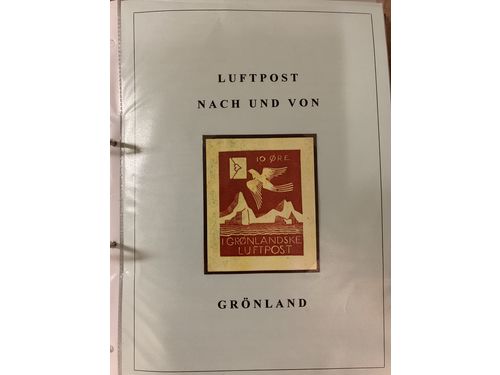 LUFTPOST
NACH UND VON
10 ØRE
I GRØNLANDSKE
LUFTPOST
GRÖNLAND